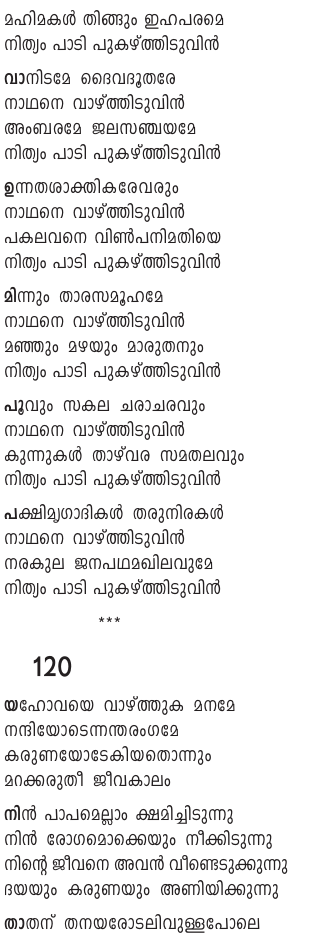 മഹിമകൾ തിങ്ങും ഇഹപരമെ
നിത്യം പാടി പുകഴ്ത്തിടുവിൻ
വാനിടമേ ദൈവദൂതരേ
നാഥനെ വാഴ്ത്തിടുവിൻ
അംബരമേ ജലസഞ്ചയമേ
നിത്യം പാടി പുകഴ്ത്തിടുവിൻ
ഉന്നതശാക്തികരേവരും
നാഥനെ വാഴ്ത്തിടുവിൻ
പകലവനെ വിൺപനിമതിയെ
നിത്യം പാടി പുകഴ്ത്തിടുവിൻ
മിന്നും താരസമൂഹമേ
നാഥനെ വാഴ്ത്തിടുവിൻ
മഞ്ഞും മഴയും മാരുതനും
നിത്യം പാടി പുകഴ്ത്തിടുവിൻ
പൂവും സകല ചരാചരവും
നാഥനെ വാഴ്ത്തിടുവിൻ
കുന്നുകൾ താഴ്വര സമതലവും
നിത്യം പാടി പുകഴ്ത്തിടുവിൻ
പക്ഷിമൃഗാദികൾ തരുനിരകൾ
നാഥനെ വാഴ്ത്തിടുവിൻ
നരകുല ജനപഥമഖിലവുമേ
നിത്യം പാടി പുകഴ്ത്തിടുവിൻ
***
120
യഹോവയെ വാഴ്ത്തുക മനമേ
നന്ദിയോടെന്നന്തരംഗമേ
കരുണയോടേകിയതൊന്നും
മറക്കരുതീ ജീവകാലം
നിൻ പാപമെല്ലാം ക്ഷമിച്ചിടുന്നു
നിൻ രോഗമൊക്കെയും നീക്കിടുന്നു
നിന്റെ ജീവനെ അവൻ വീണ്ടെടുക്കുന്നു
ദയയും കരുണയും അണിയിക്കുന്നു
താതന് തനയരോടലിവുള്ളപോലെ